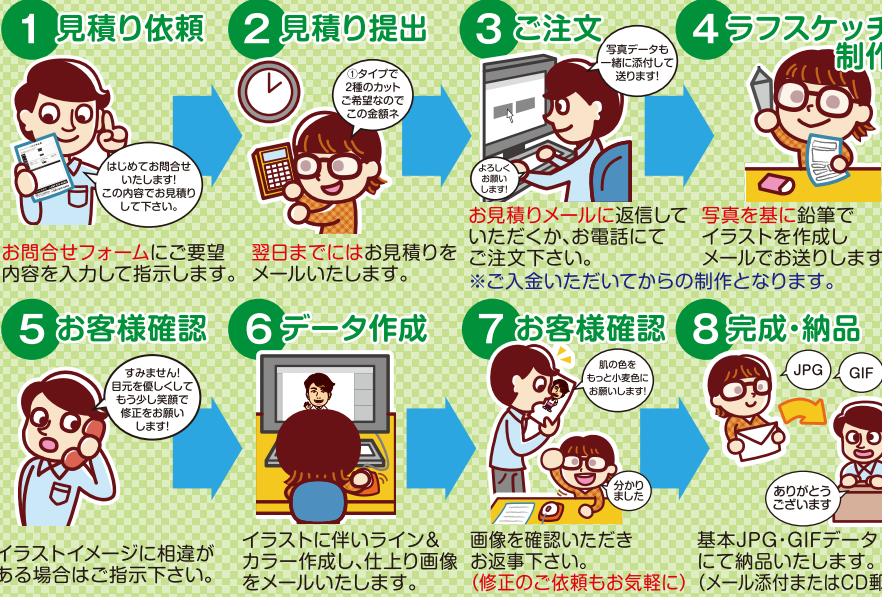 1 見積り依頼
はじめてお問合せ
いたします!
この内容でお見積り
して下さい。
お問合せフォームにご要望
内容を入力して指示します。
2 見積り提出
①タイプで
2種のカット
ご希望なので
この金額ネ
翌日までにはお見積りを
メールいたします。
3 ご注文
写真データも
一緒に添付して
送ります!
よろしく
お願い
します!
お見積りメールに返信して
いただくか、お電話にて
ご注文下さい。
※ご入金いただいてからの制作となります。
4 ラフスケッチ
制作
写真を基に鉛筆で
イラストを作成し
メールでお送りします
5 お客様確認
すみません!
目元を優しくして
もう少し笑顔で
修正をお願い
します!
イラストイメージに相違が
ある場合はご指示下さい。
6 データ作成
イラストに伴いライン&
カラー作成し、仕上り画像
をメールいたします。
7 お客様確認
肌の色を
もっと小麦色に
お願いします!
分かり
ました
画像を確認いただき
お返事下さい。
(修正のご依頼もお気軽に)
8 完成・納品
JPG
GIF
ありがとう
ございます
基本JPG・GIFデータ
にて納品いたします。
(メール添付またはCD郵